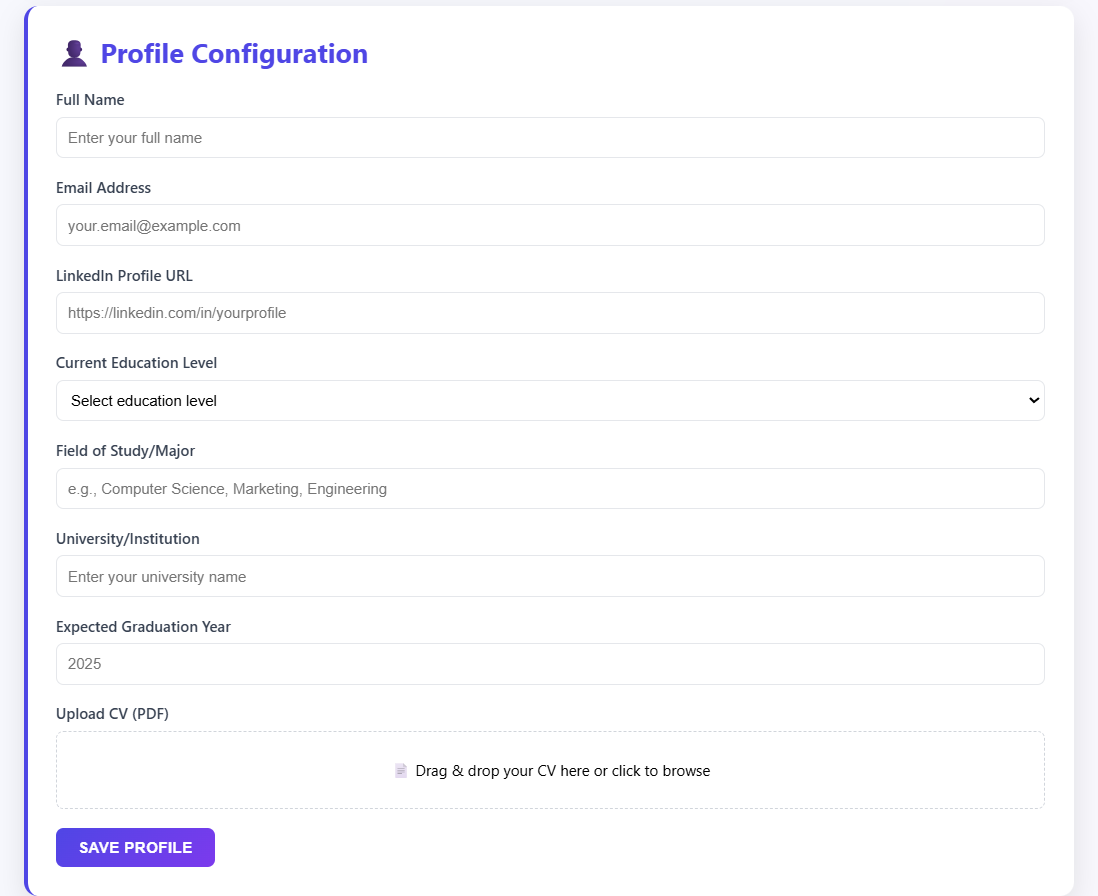 Profile Configuration
Full Name
Enter your full name
Email Address
your.email@example.com
LinkedIn Profile URL
https://linkedin.com/in/yourprofile
Current Education Level
Select education level
Field of Study/Major
e.g., Computer Science, Marketing, Engineering
University/Institution
Enter your university name
Expected Graduation Year
2025
Upload CV (PDF)
Drag & drop your CV here or click to browse
SAVE PROFILE